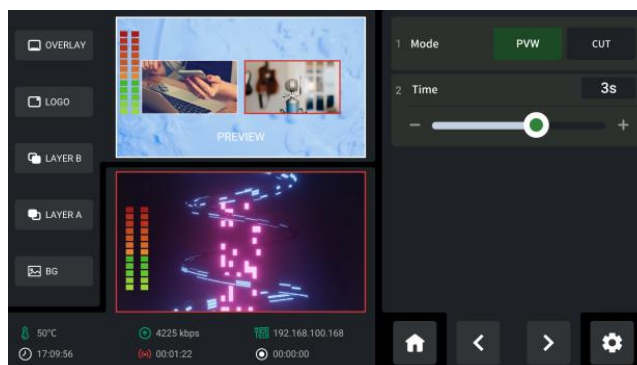 OVERLAY
LOGO
LAYER B
LAYER A
BG
PREVIEW
1 Mode PVW CUT
2 Time 3s
− +
50°C 4225 kbps 192.168.100.168
17:09:56 00:01:22 00:00:00